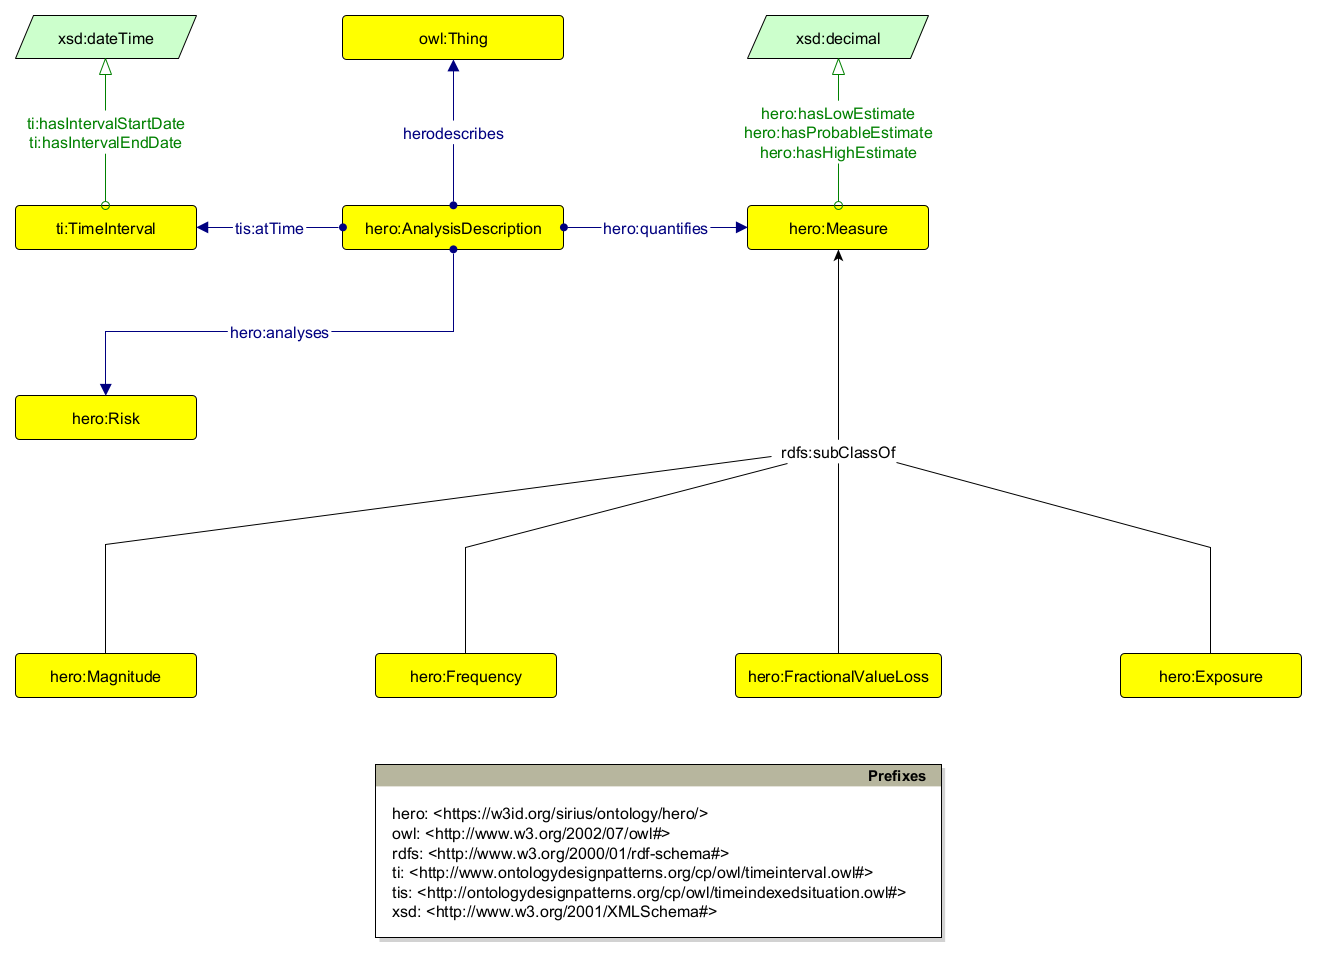 xsd:dateTime
owl:Thing
xsd:decimal
ti:hasIntervalStartDate
ti:hasIntervalEndDate
herodescribes
hero:hasLowEstimate
hero:hasProbableEstimate
hero:hasHighEstimate
ti:TimeInterval
tis:atTime
hero:AnalysisDescription
hero:quantifies
hero:Measure
hero:analyses
hero:Risk
rdfs:subClassOf
hero:Magnitude
hero:Frequency
hero:FractionalValueLoss
hero:Exposure
Prefixes
hero: <https://w3id.org/sirius/ontology/hero/>
owl: <http://www.w3.org/2002/07/owl#>
rdfs: <http://www.w3.org/2000/01/rdf-schema#>
ti: <http://www.ontologydesignpatterns.org/cp/owl/timeinterval.owl#>
tis: <http://ontologydesignpatterns.org/cp/owl/timeindexedsituation.owl#>
xsd: <http://www.w3.org/2001/XMLSchema#>